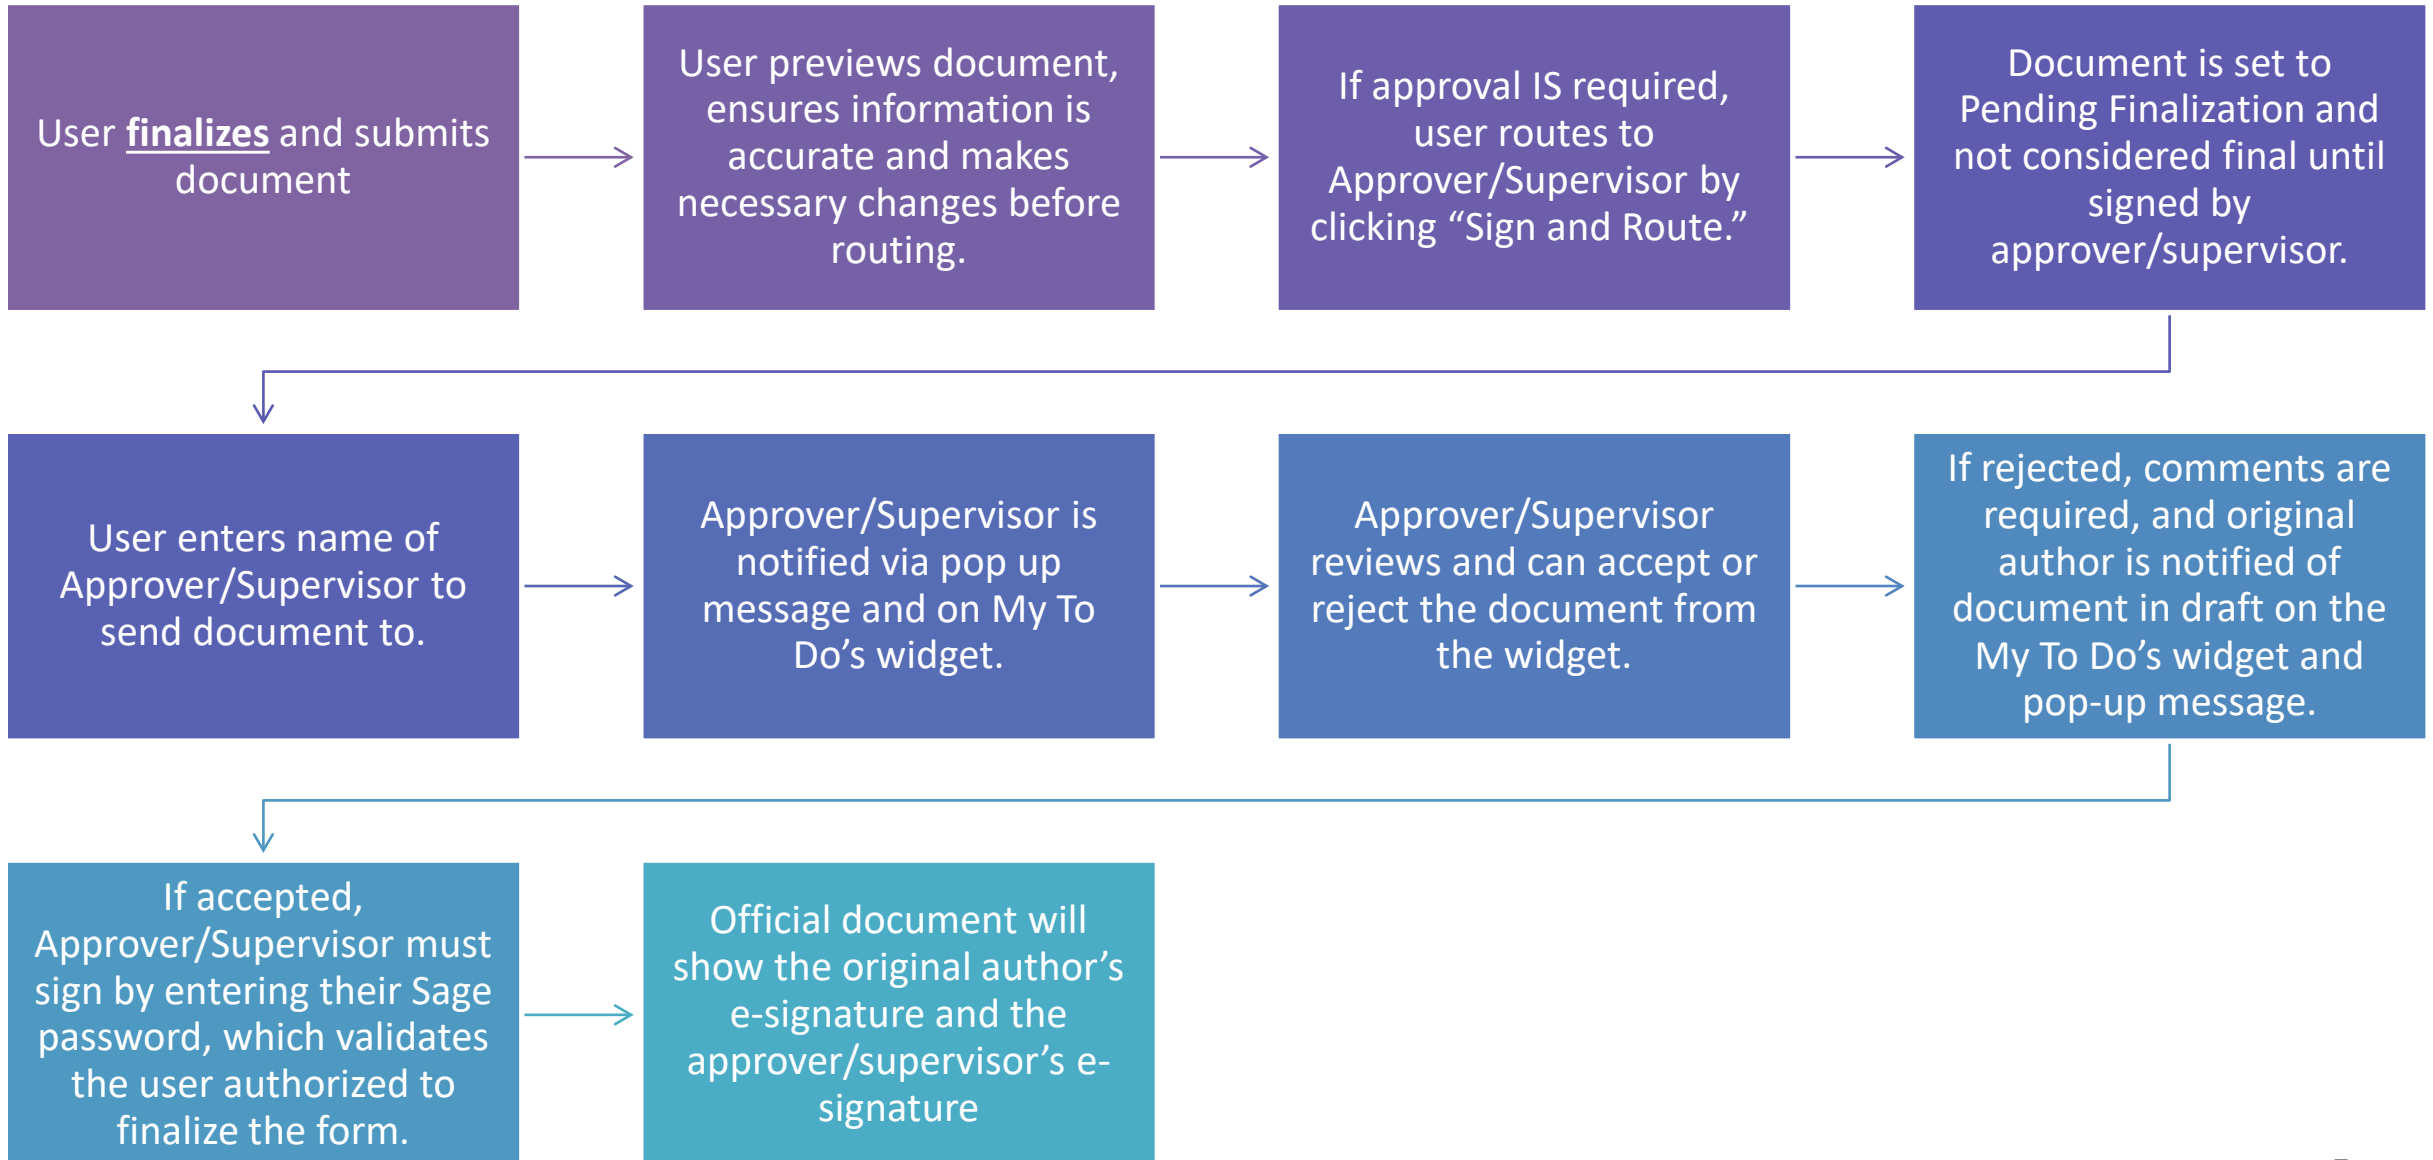 User finalizes and submits
document
User previews document,
ensures information is
accurate and makes
necessary changes before
routing.
If approval IS required,
user routes to
Approver/Supervisor by
clicking “Sign and Route.”
Document is set to
Pending Finalization and
not considered final until
signed by
approver/supervisor.
User enters name of
Approver/Supervisor to
send document to.
Approver/Supervisor is
notified via pop up
message and on My To
Do’s widget.
Approver/Supervisor
reviews and can accept or
reject the document from
the widget.
If rejected, comments are
required, and original
author is notified of
document in draft on the
My To Do’s widget and
pop-up message.
If accepted,
Approver/Supervisor must
sign by entering their Sage
password, which validates
the user authorized to
finalize the form.
Official document will
show the original author’s
e-signature and the
approver/supervisor’s e-
signature